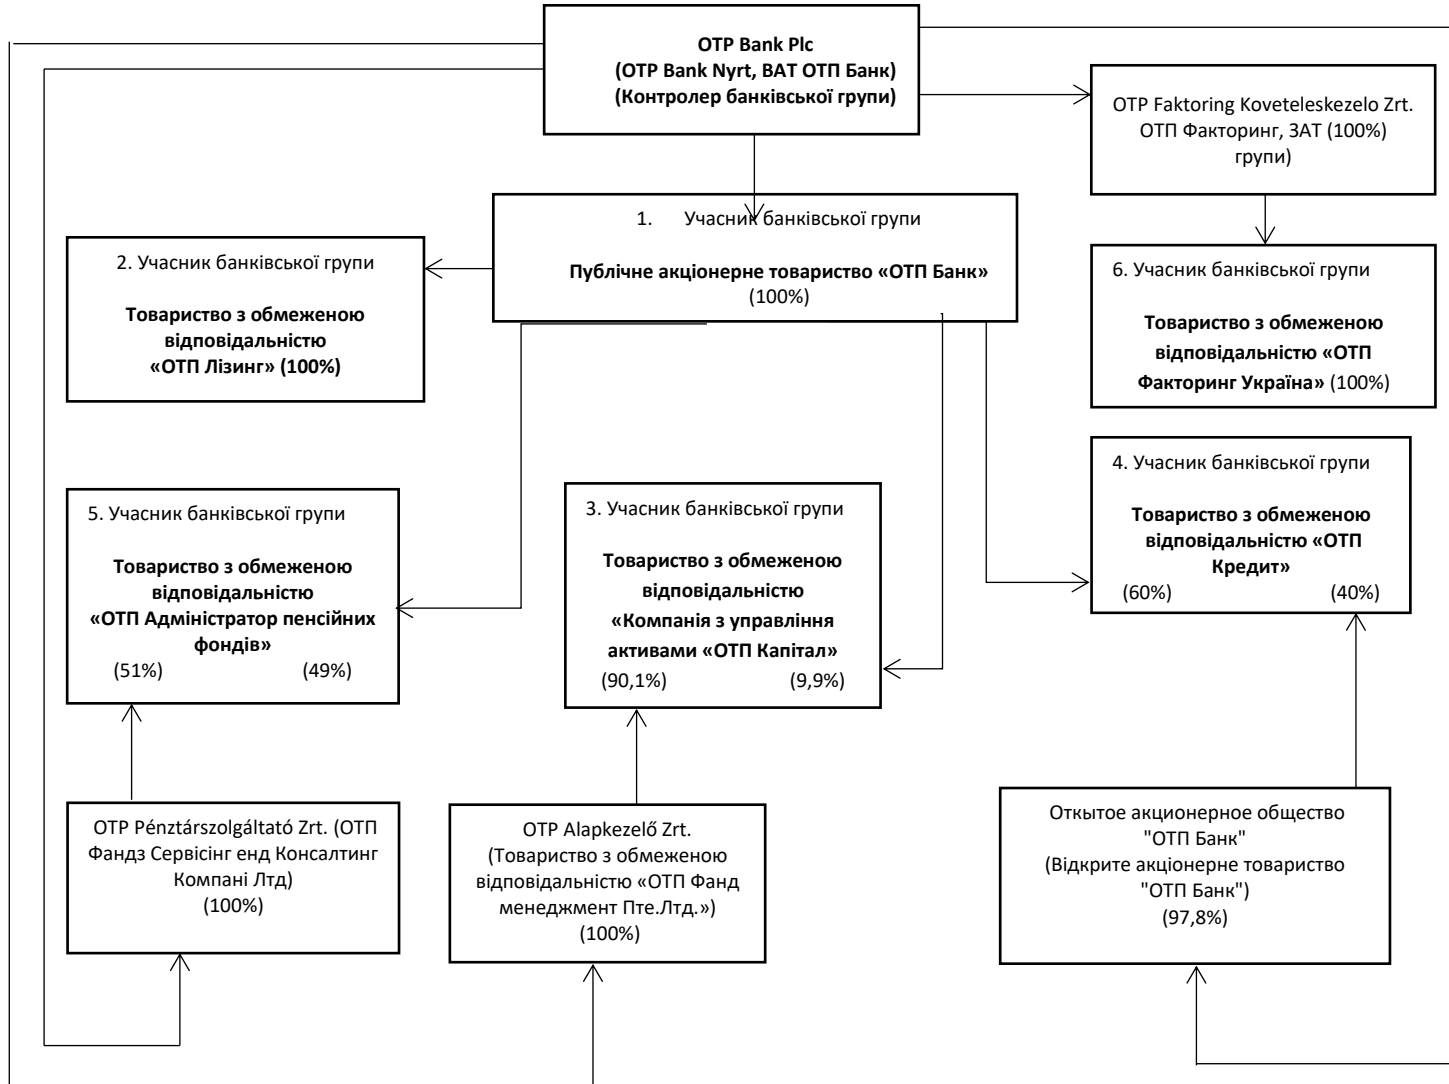 OTP Bank Plc
(OTP Bank Nyrt, ВАТ ОТП Банк)
(Контролер банківської групи)
OTP Faktoring Koveteleskezelo Zrt.
ОТП Факторинг, ЗАТ (100%)
групи)
1. Учасник банківської групи
Публічне акціонерне товариство «ОТП Банк»
(100%)
2. Учасник банківської групи
Товариство з обмеженою
відповідальністю
«ОТП Лізинг» (100%)
6. Учасник банківської групи
Товариство з обмеженою
відповідальністю «ОТП
Факторинг Україна» (100%)
5. Учасник банківської групи
Товариство з обмеженою
відповідальністю
«ОТП Адміністратор пенсійних
фондів»
(51%) (49%)
3. Учасник банківської групи
Товариство з обмеженою
відповідальністю
«Компанія з управління
активами «ОТП Капітал»
(90,1%) (9,9%)
4. Учасник банківської групи
Товариство з обмеженою
відповідальністю «ОТП
Кредит»
(60%) (40%)
OTP Pénztárszolgáltató Zrt. (ОТП
Фандз Сервісінг енд Консалтинг
Компані Лтд)
(100%)
OTP Alapkezelő Zrt.
(Товариство з обмеженою
відповідальністю «ОТП Фанд
менеджмент Пте.Лтд.»)
(100%)
Откытое акционерное общество
"ОТП Банк"
(Відкрите акціонерне товариство
"ОТП Банк")
(97,8%)